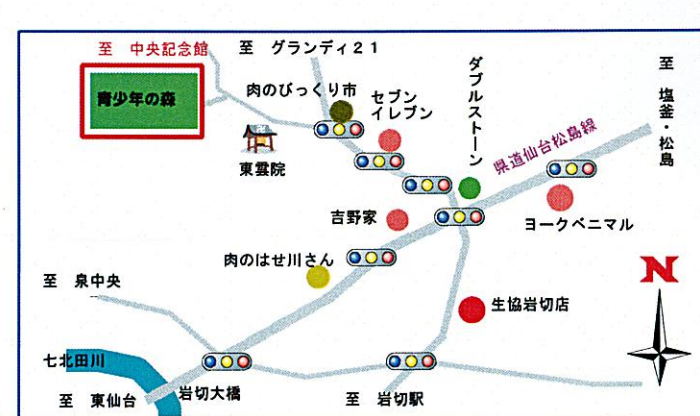 至　中央記念館
至　グランディ２１
ダブルストーン
至　塩釜・松島
青少年の森
肉のびっくり市
セブン
イレブン
東雲院
県道仙台松島線
吉野家
ヨークベニマル
肉のはせ川さん
N
至　泉中央
生協岩切店
七北田川
至　東仙台
岩切大橋
至　岩切駅